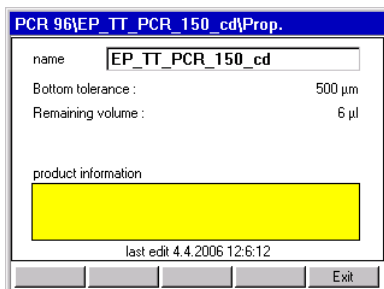 PCR 96\EP_TT_PCR_150_cd\Prop.
name EP_TT_PCR_150_cd
Bottom tolerance : 500 µm
Remaining volume : 6 µl
product information
last edit 4.4.2006 12:6:12
Exit